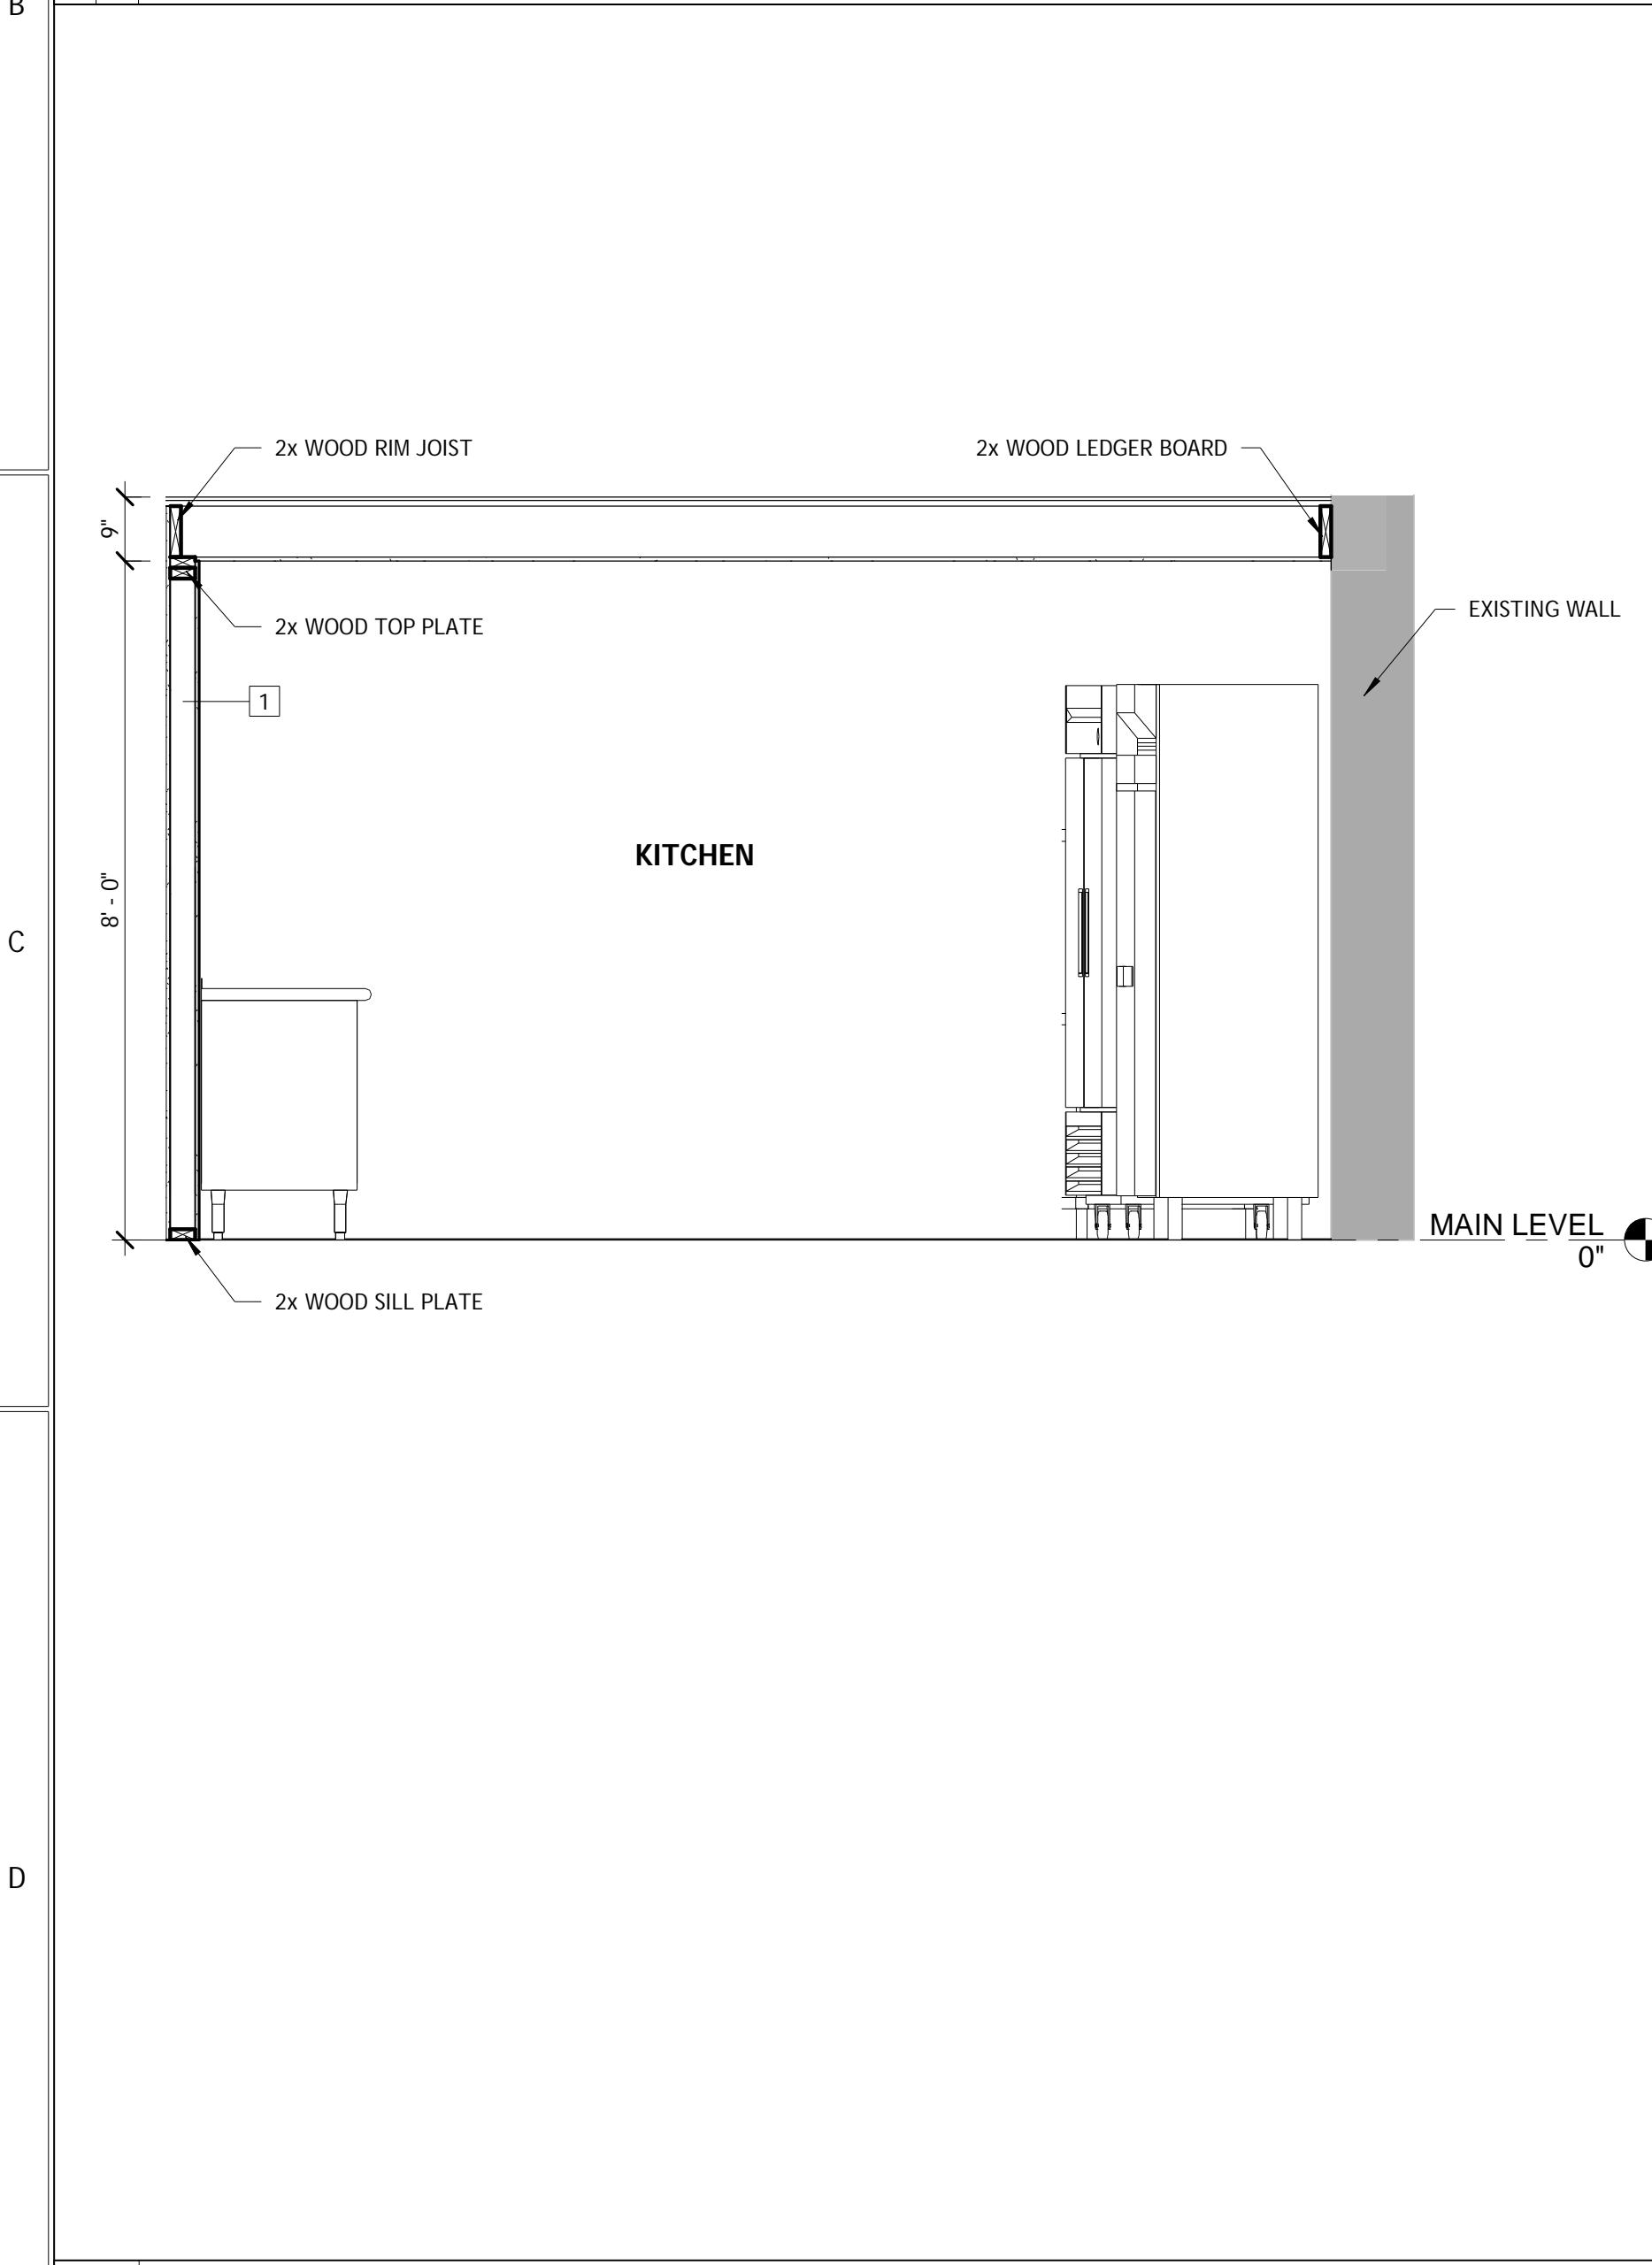 B
2x WOOD RIM JOIST
2x WOOD LEDGER BOARD
9"
2x WOOD TOP PLATE
EXISTING WALL
1
KITCHEN
8' - 0"
C
MAIN LEVEL
0"
2x WOOD SILL PLATE
D